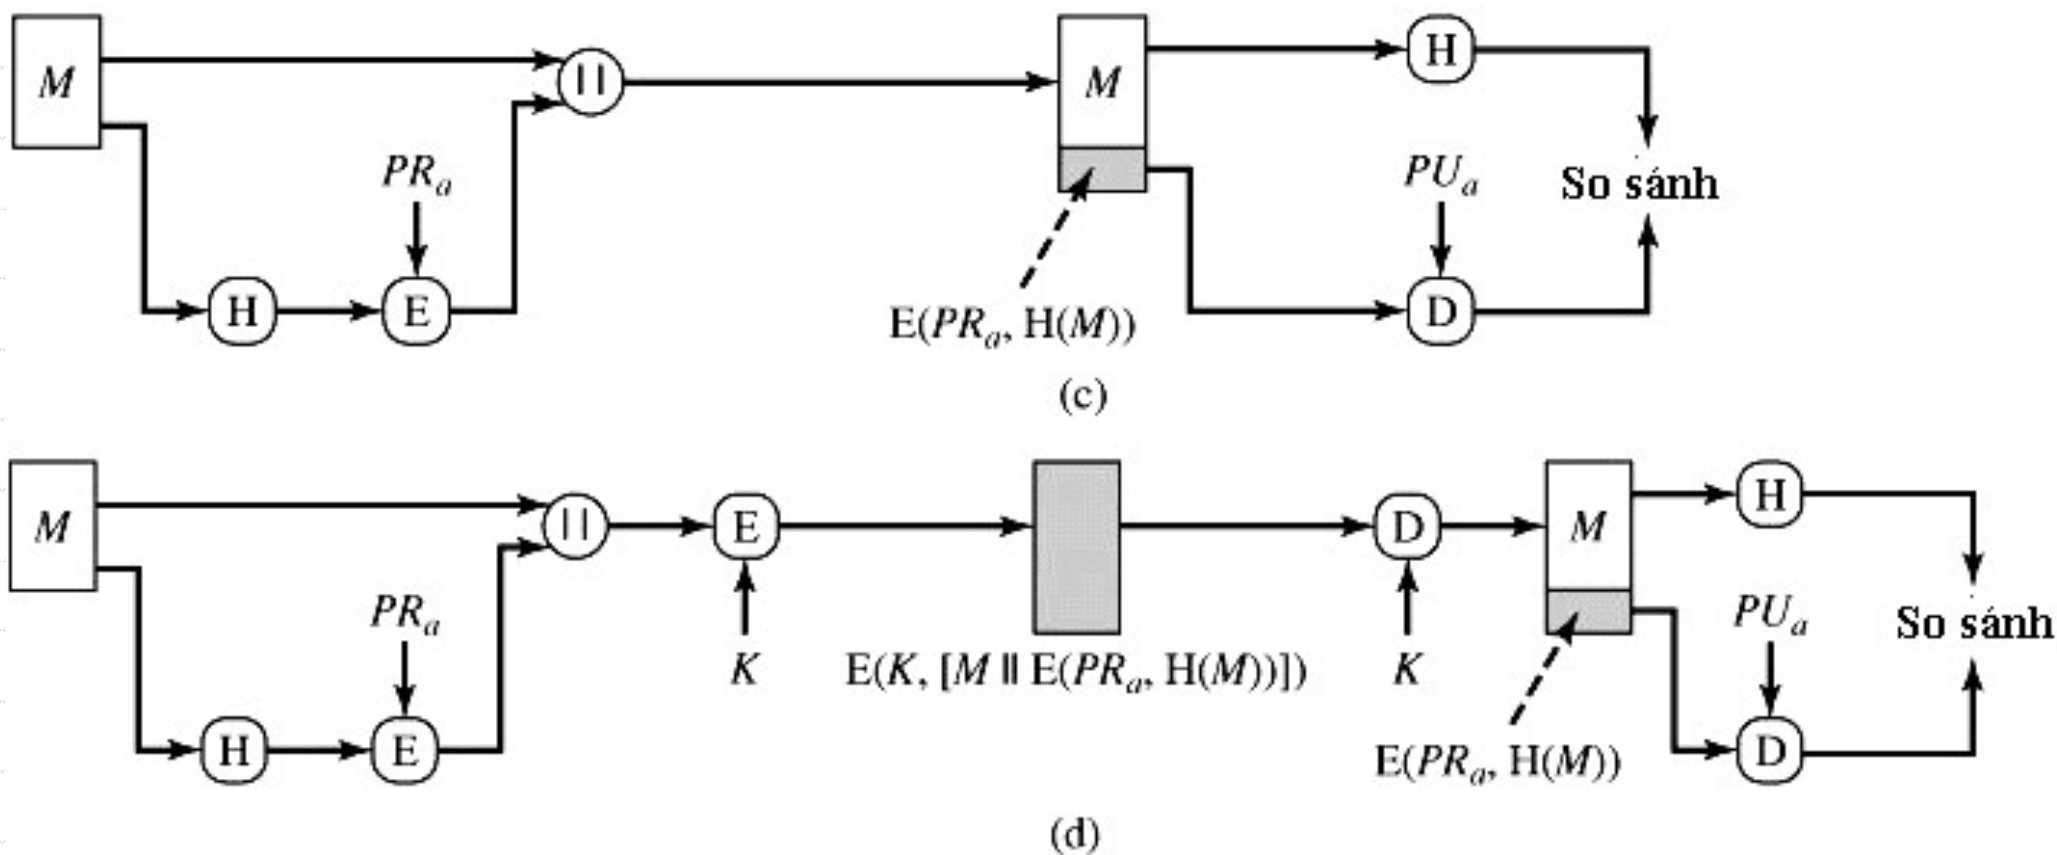 M
||
M
H
PRₐ
PUₐ
So sánh
H
E
E(PRₐ, H(M))
D
(c)
M
||
E
D
M
H
PRₐ
PUₐ
So sánh
K
E(K, [M || E(PRₐ, H(M))])
K
H
E
E(PRₐ, H(M))
D
(d)